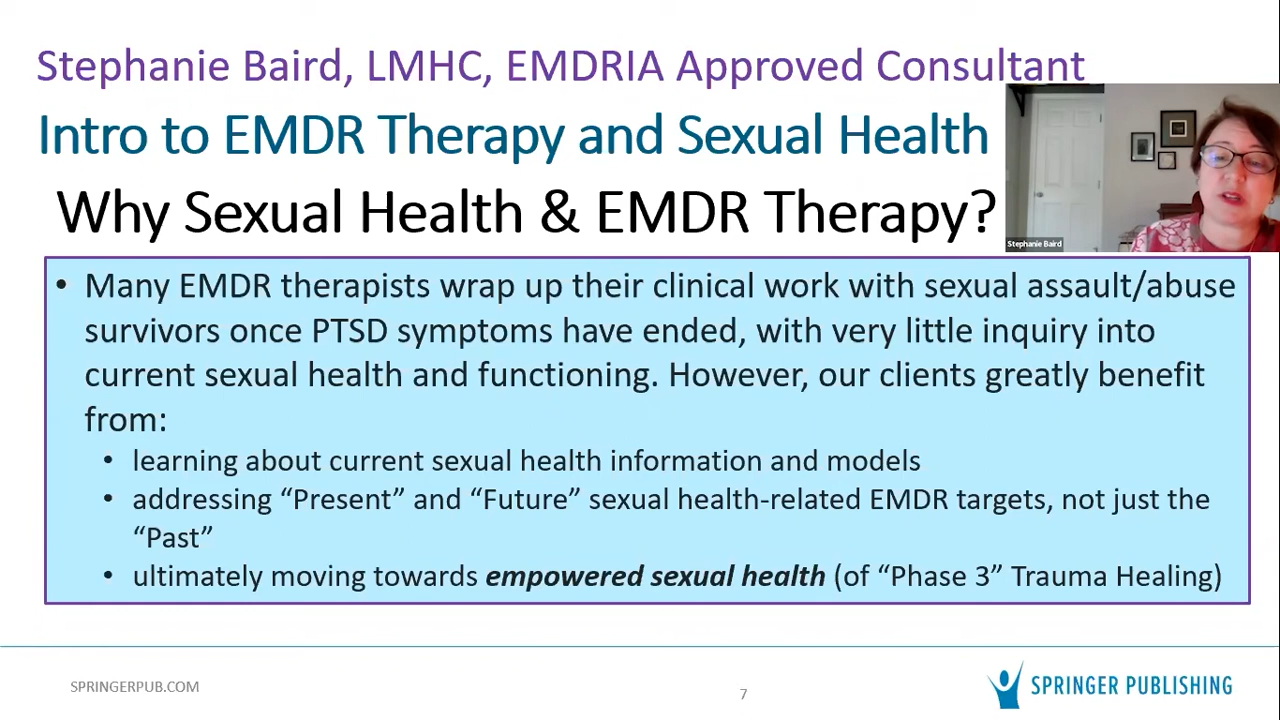 Stephanie Baird, LMHC, EMDRIA Approved Consultant
Intro to EMDR Therapy and Sexual Health
Why Sexual Health & EMDR Therapy?
Stephanie Baird
• Many EMDR therapists wrap up their clinical work with sexual assault/abuse
survivors once PTSD symptoms have ended, with very little inquiry into
current sexual health and functioning. However, our clients greatly benefit
from:
• learning about current sexual health information and models
• addressing “Present” and “Future” sexual health-related EMDR targets, not just the
“Past”
• ultimately moving towards empowered sexual health (of “Phase 3” Trauma Healing)
SPRINGERPUB.COM
7
SPRINGER PUBLISHING